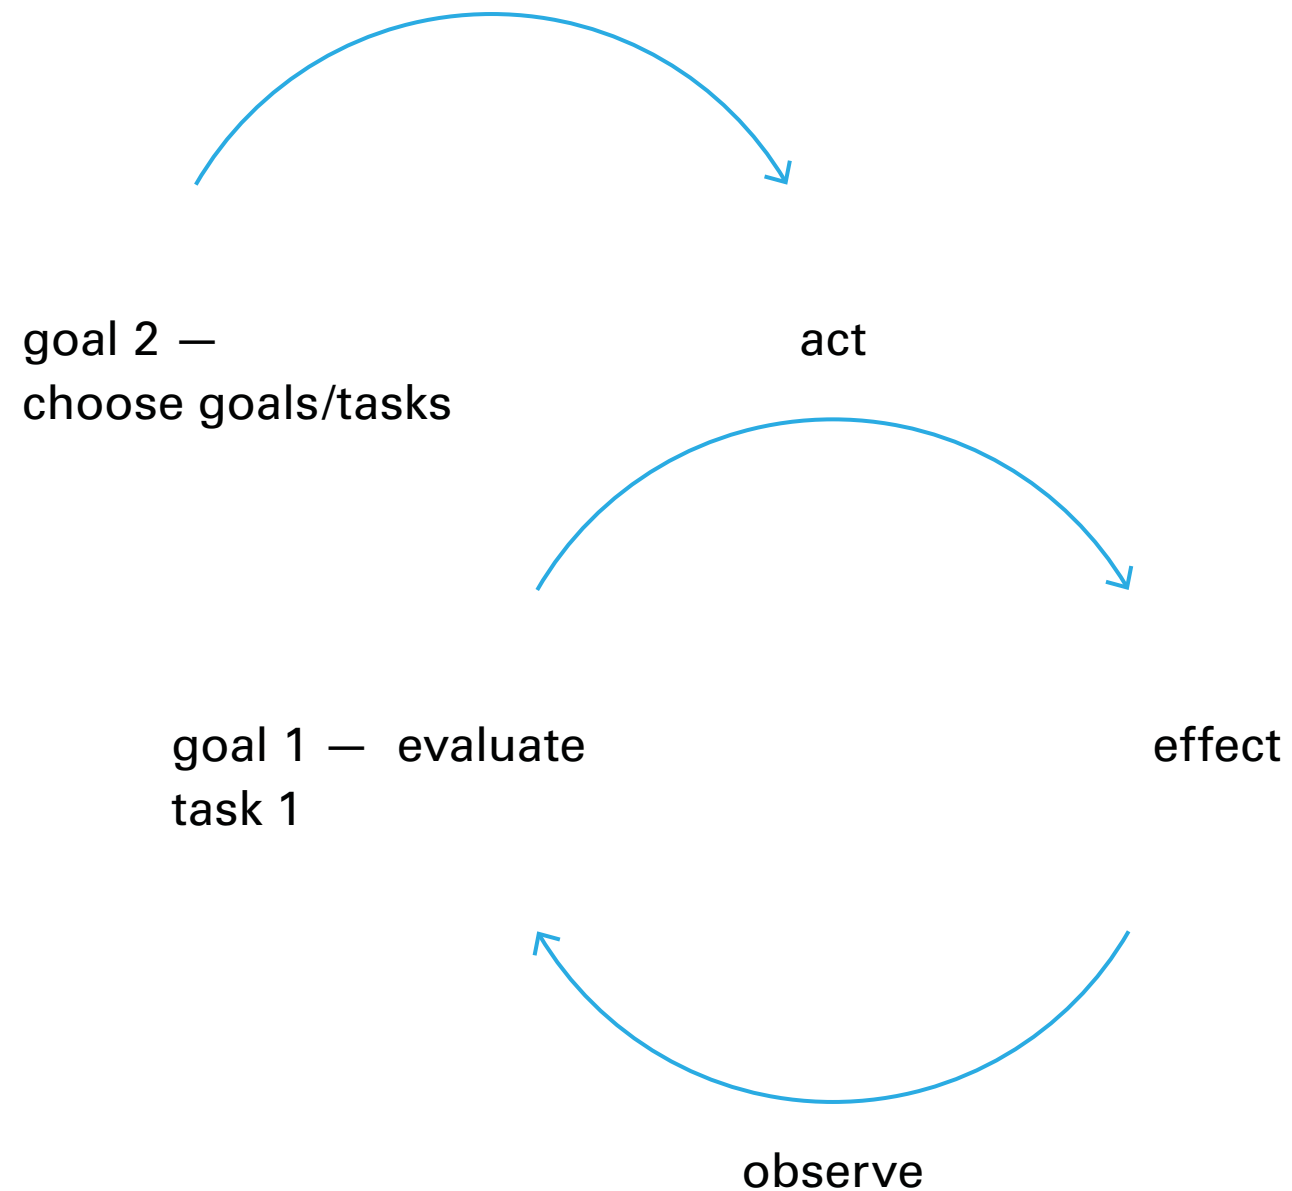 goal 2 — act
choose goals/tasks
goal 1 — evaluate effect
task 1
observe